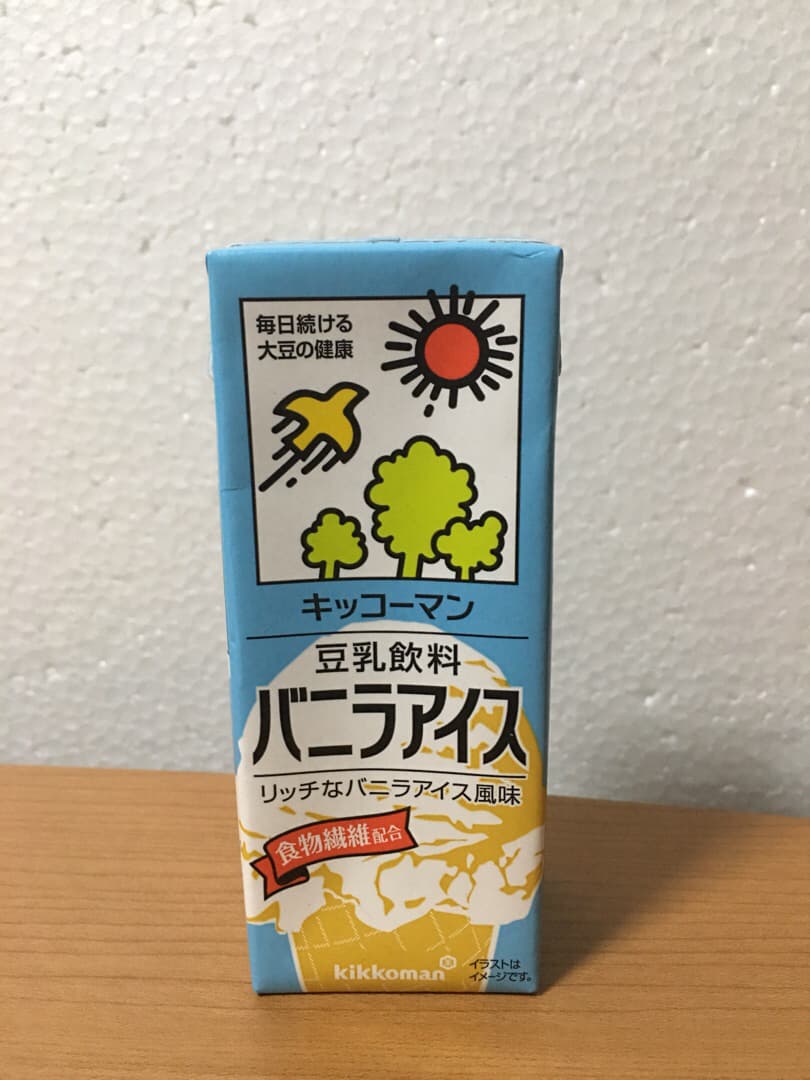 毎日続ける
大豆の健康
キッコーマン
豆乳飲料
バニラアイス
リッチなバニラアイス風味
食物繊維配合
kikkoman
イラストは
イメージです。